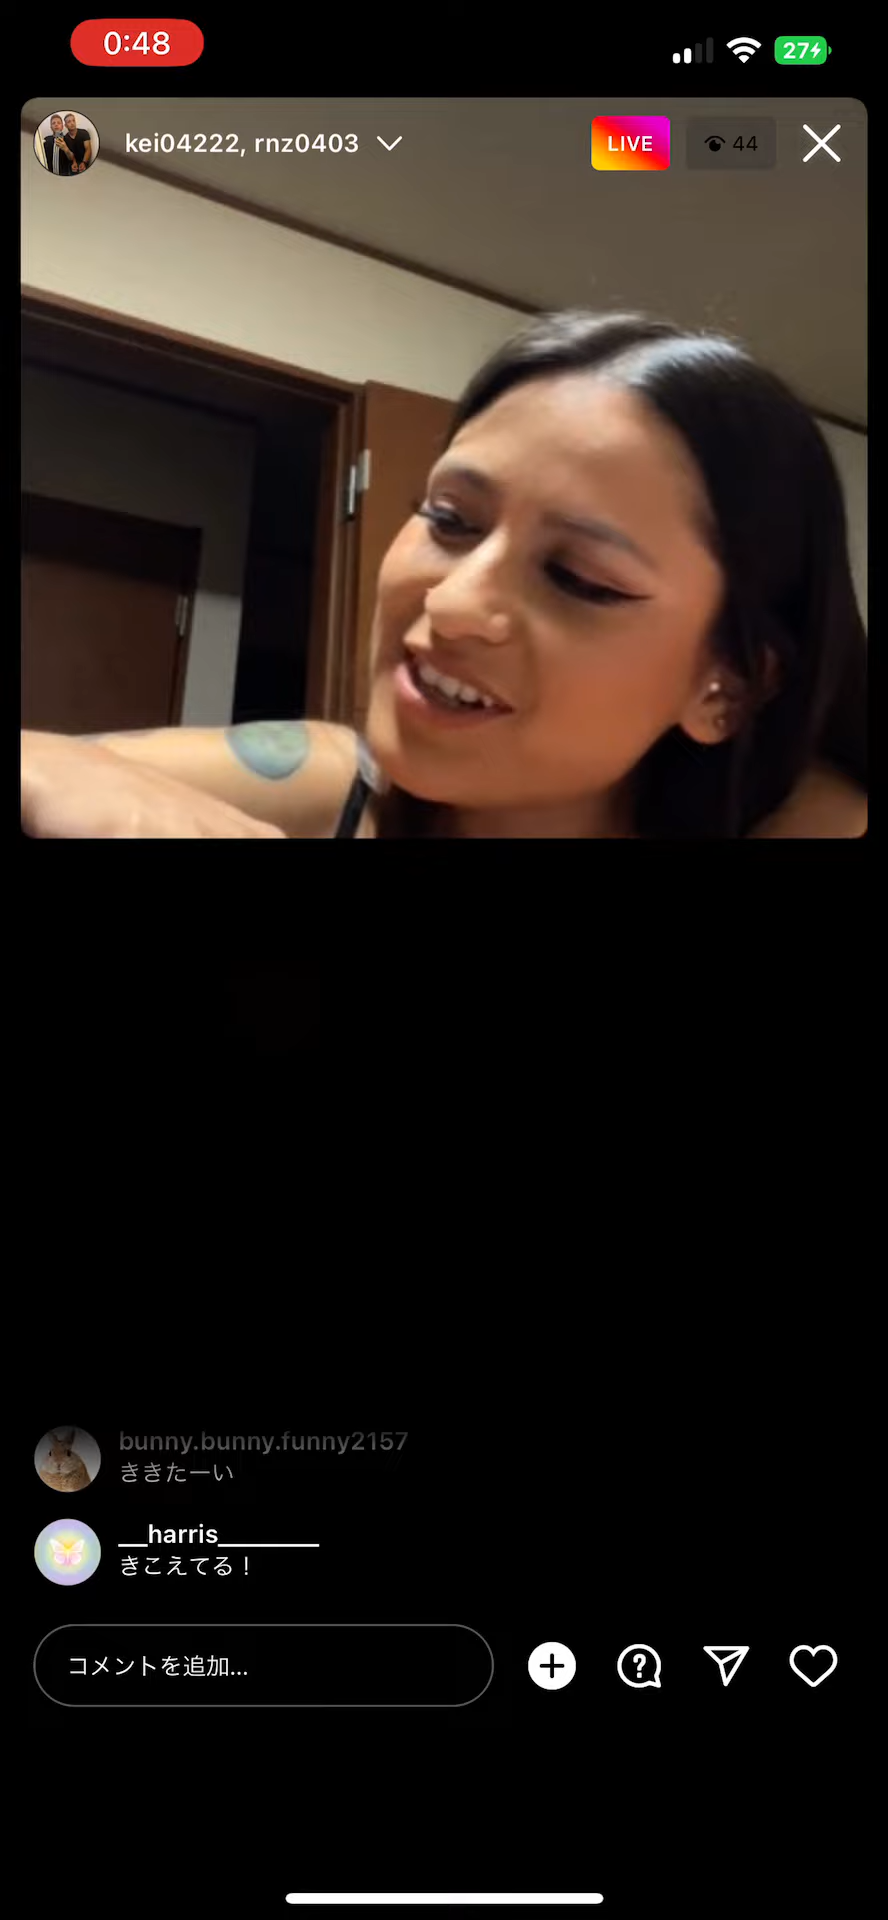 0:48
27
kei04222, rnz0403
LIVE
44
bunny.bunny.funny2157
ききたーい
__harris________
きこえてる！
コメントを追加...